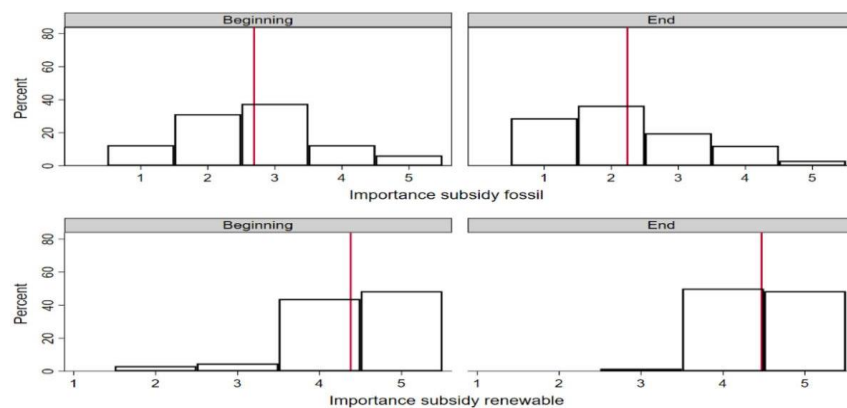 Beginning End
80
60
40
20
0
Percent
1 2 3 4 5 1 2 3 4 5
Importance subsidy fossil
Beginning End
80
60
40
20
0
Percent
1 2 3 4 5 1 2 3 4 5
Importance subsidy renewable